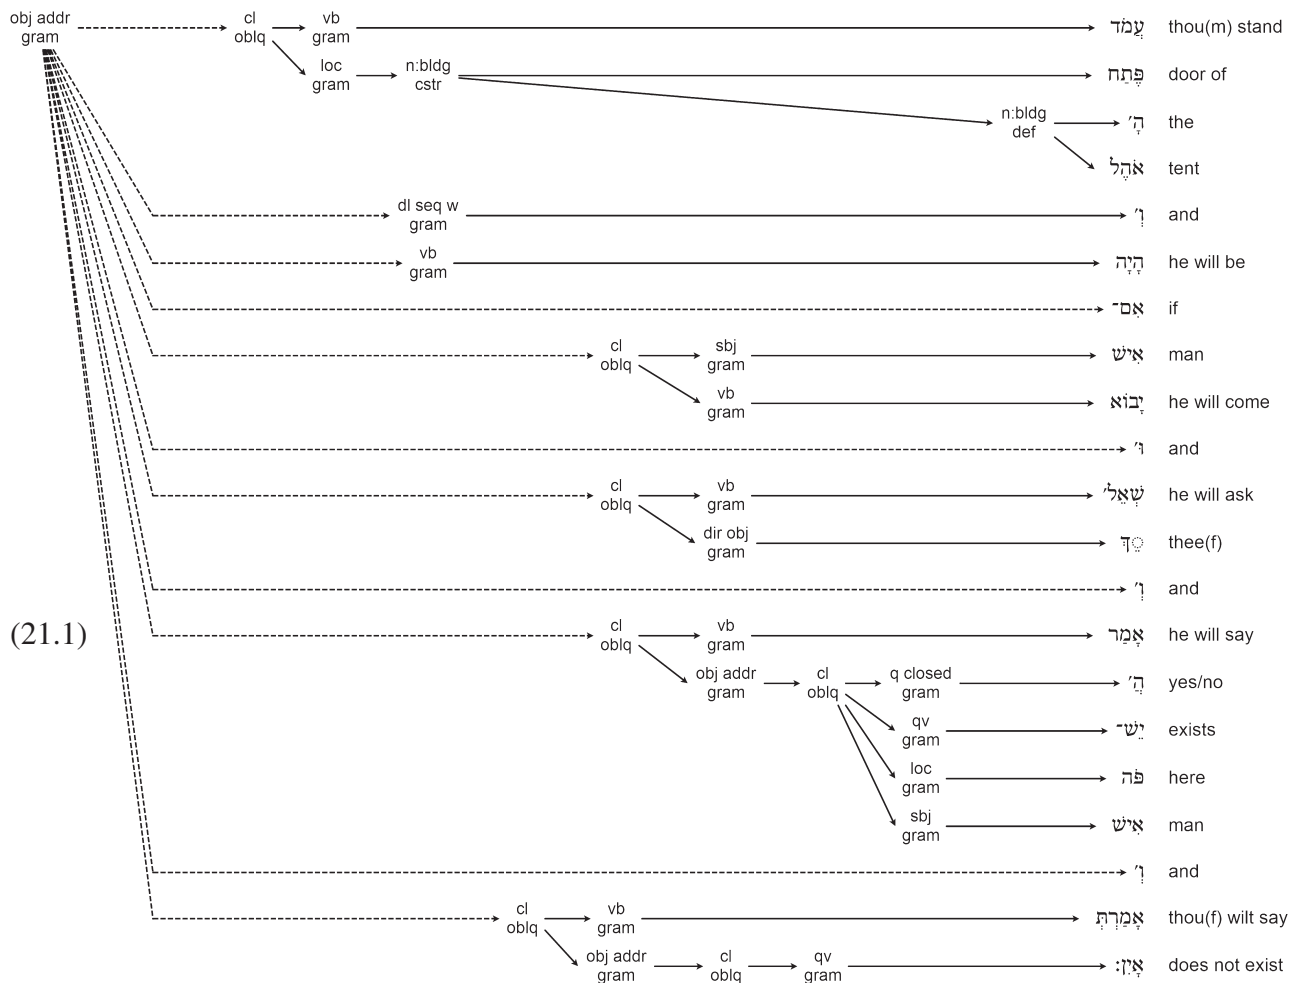 obj addr gram cl oblq vb gram עֲמֹד thou(m) stand
loc gram n:bldg cstr פֶּתַח door of
n:bldg def הָ׳ the
אֹהֶל tent
dl seq w gram וְ׳ and
vb gram הָיָה he will be
אִם־ if
cl oblq sbj gram אִישׁ man
vb gram יָבוֹא he will come
וּ׳ and
cl oblq vb gram שְׁאֵל׳ he will ask
dir obj gram ֵךְ thee(f)
וְ׳ and
(21.1) cl oblq vb gram אָמַר he will say
obj addr gram cl oblq q closed gram הֲ׳ yes/no
qv gram יֵשׁ־ exists
loc gram פֹּה here
sbj gram אִישׁ man
וְ׳ and
cl oblq vb gram אָמַרְתְּ thou(f) wilt say
obj addr gram cl oblq qv gram אָיִן׃ does not exist